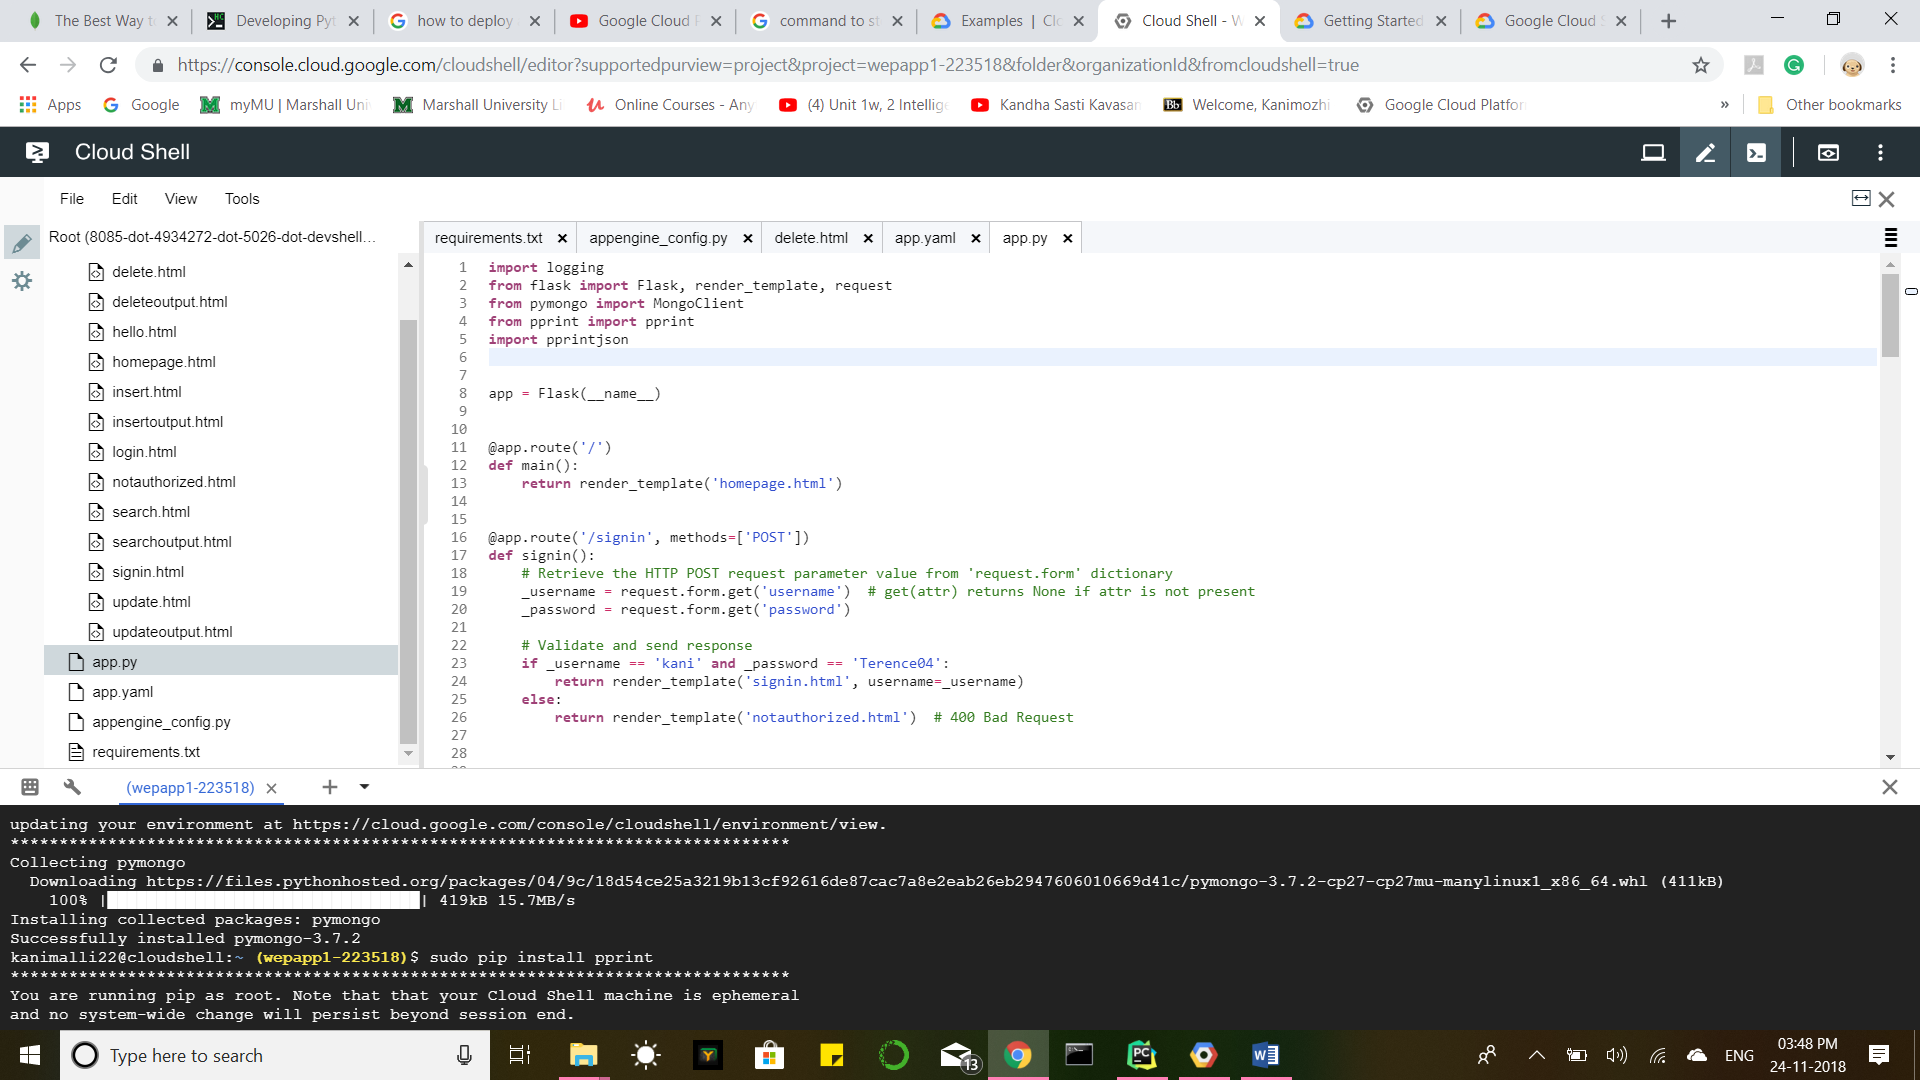 The Best Way t
Developing Pyt
how to deploy
Google Cloud P
command to st
Examples | Clo
Cloud Shell - W
Getting Started
Google Cloud S
https://console.cloud.google.com/cloudshell/editor?supportedpurview=project&project=wepapp1-223518&folder&organizationId&fromcloudshell=true
Apps
Google
myMU | Marshall Uni
Marshall University Li
Online Courses - Any
(4) Unit 1w, 2 Intellige
Kandha Sasti Kavasam
Bb Welcome, Kanimozhi
Google Cloud Platfor
» Other bookmarks
Cloud Shell
File Edit View Tools
Root (8085-dot-4934272-dot-5026-dot-devshell...
delete.html
deleteoutput.html
hello.html
homepage.html
insert.html
insertoutput.html
login.html
notauthorized.html
search.html
searchoutput.html
signin.html
update.html
updateoutput.html
app.py
app.yaml
appengine_config.py
requirements.txt
requirements.txt appengine_config.py delete.html app.yaml app.py
1 import logging
2 from flask import Flask, render_template, request
3 from pymongo import MongoClient
4 from pprint import pprint
5 import pprintjson
6
7
8 app = Flask(__name__)
9
10
11 @app.route('/')
12 def main():
13     return render_template('homepage.html')
14
15
16 @app.route('/signin', methods=['POST'])
17 def signin():
18     # Retrieve the HTTP POST request parameter value from 'request.form' dictionary
19     _username = request.form.get('username')  # get(attr) returns None if attr is not present
20     _password = request.form.get('password')
21
22     # Validate and send response
23     if _username == 'kani' and _password == 'Terence04':
24         return render_template('signin.html', username=_username)
25     else:
26         return render_template('notauthorized.html')  # 400 Bad Request
27
28
(wepapp1-223518)
updating your environment at https://cloud.google.com/console/cloudshell/environment/view.
********************************************************************************
Collecting pymongo
  Downloading https://files.pythonhosted.org/packages/04/9c/18d54ce25a3219b13cf92616de87cac7a8e2eab26eb2947606010669d41c/pymongo-3.7.2-cp27-cp27mu-manylinux1_x86_64.whl (411kB)
    100% |████████████████████████████████| 419kB 15.7MB/s
Installing collected packages: pymongo
Successfully installed pymongo-3.7.2
kanimalli22@cloudshell:~ (wepapp1-223518)$ sudo pip install pprint
********************************************************************************
You are running pip as root. Note that that your Cloud Shell machine is ephemeral
and no system-wide change will persist beyond session end.
Type here to search
13
ENG
03:48 PM
24-11-2018